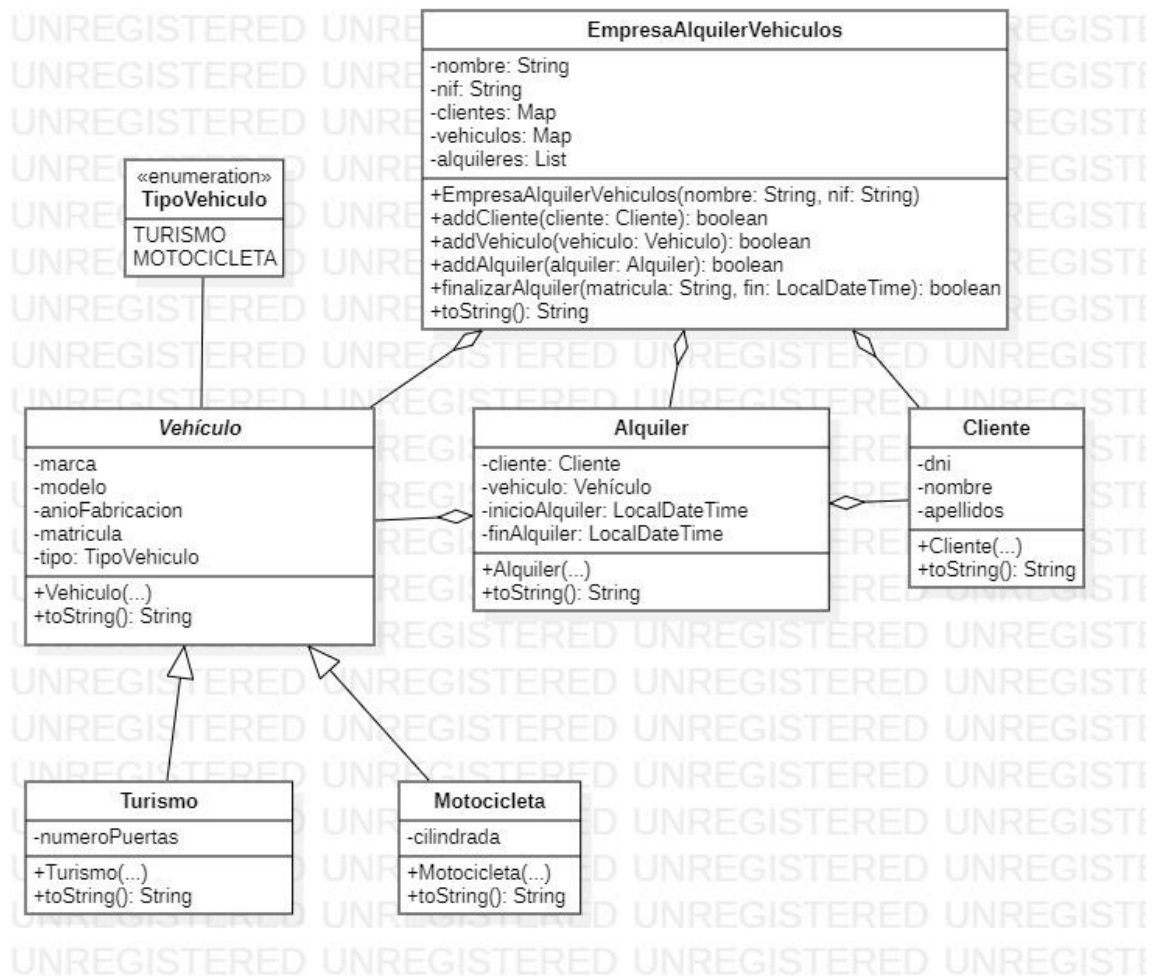 EmpresaAlquilerVehiculos
-nombre: String
-nif: String
-clientes: Map
-vehiculos: Map
-alquileres: List
+EmpresaAlquilerVehiculos(nombre: String, nif: String)
+addCliente(cliente: Cliente): boolean
+addVehiculo(vehiculo: Vehiculo): boolean
+addAlquiler(alquiler: Alquiler): boolean
+finalizarAlquiler(matricula: String, fin: LocalDateTime): boolean
+toString(): String
«enumeration»
TipoVehiculo
TURISMO
MOTOCICLETA
Vehículo
-marca
-modelo
-anioFabricacion
-matricula
-tipo: TipoVehiculo
+Vehiculo(...)
+toString(): String
Alquiler
-cliente: Cliente
-vehiculo: Vehículo
-inicioAlquiler: LocalDateTime
-finAlquiler: LocalDateTime
+Alquiler(...)
+toString(): String
Cliente
-dni
-nombre
-apellidos
+Cliente(...)
+toString(): String
Turismo
-numeroPuertas
+Turismo(...)
+toString(): String
Motocicleta
-cilindrada
+Motocicleta(...)
+toString(): String
UNREGISTERED